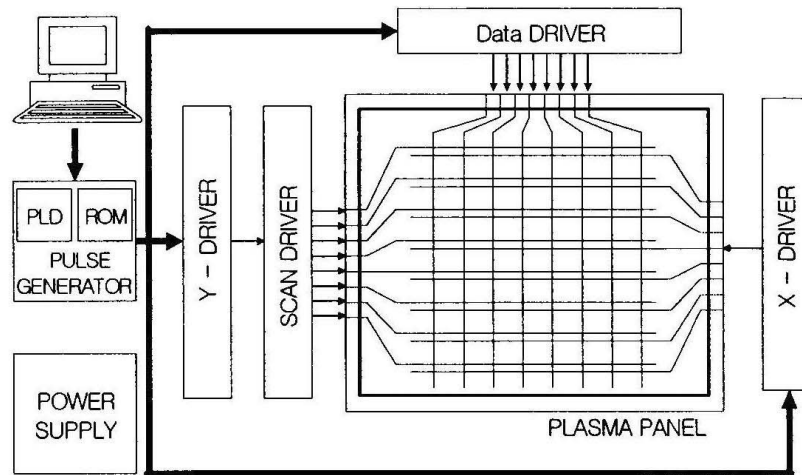 Data DRIVER
PLD
ROM
PULSE
GENERATOR
Y - DRIVER
SCAN DRIVER
X - DRIVER
POWER
SUPPLY
PLASMA PANEL